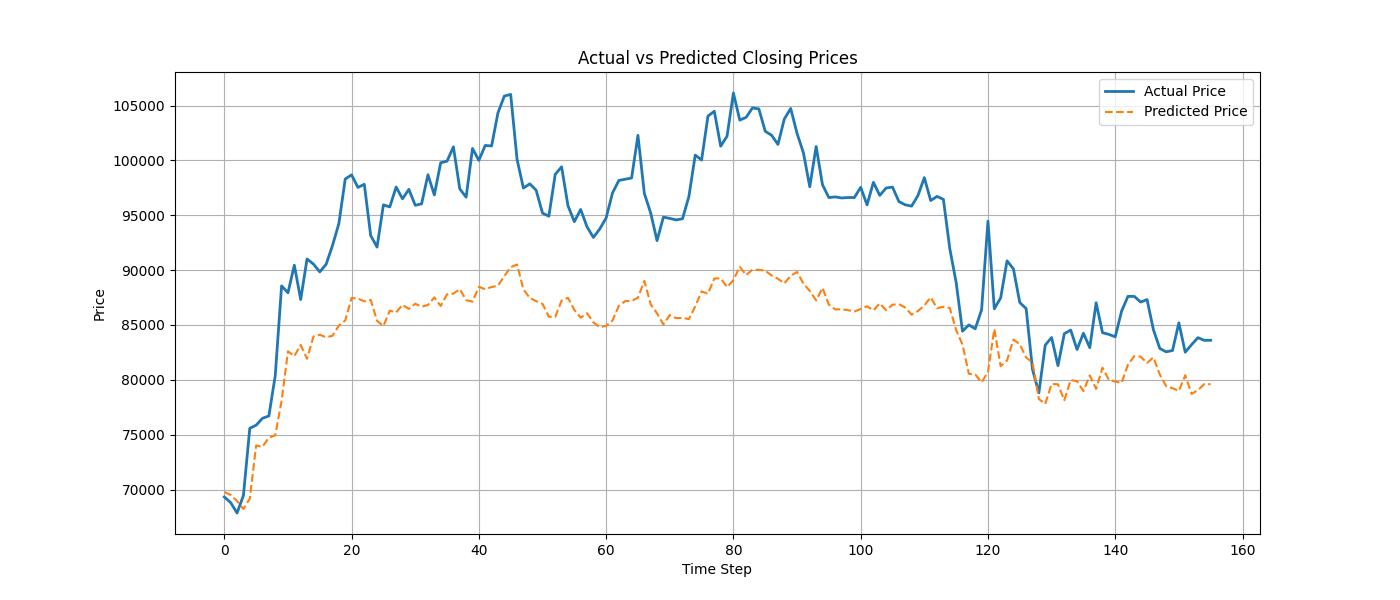 Actual vs Predicted Closing Prices
Actual Price
Predicted Price
Price
105000
100000
95000
90000
85000
80000
75000
70000
0 20 40 60 80 100 120 140 160
Time Step